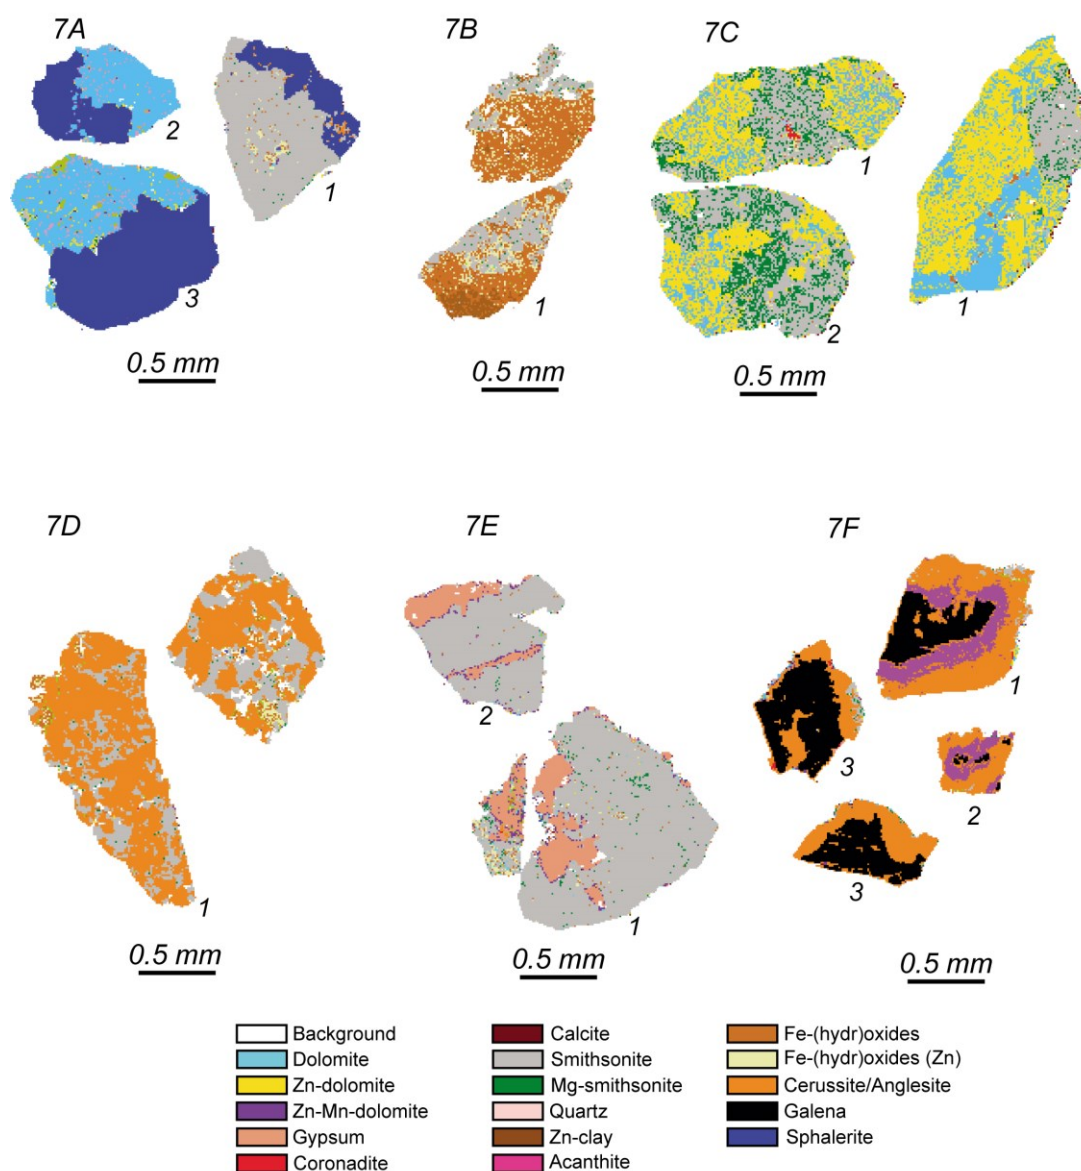 7A
7B
7C
2
1
1
3
1
2
1
0.5 mm
0.5 mm
0.5 mm
7D
7E
7F
1
2
3
2
3
1
1
0.5 mm
0.5 mm
0.5 mm
Background
Calcite
Fe-(hydr)oxides
Dolomite
Smithsonite
Fe-(hydr)oxides (Zn)
Zn-dolomite
Mg-smithsonite
Cerussite/Anglesite
Zn-Mn-dolomite
Quartz
Galena
Gypsum
Zn-clay
Sphalerite
Coronadite
Acanthite